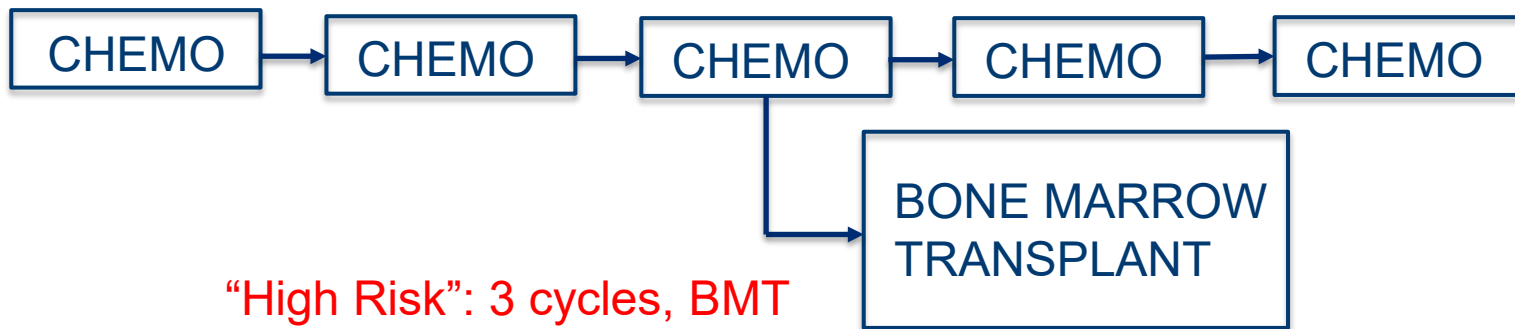 CHEMO
CHEMO
CHEMO
CHEMO
CHEMO
BONE MARROW
TRANSPLANT
“High Risk”: 3 cycles, BMT